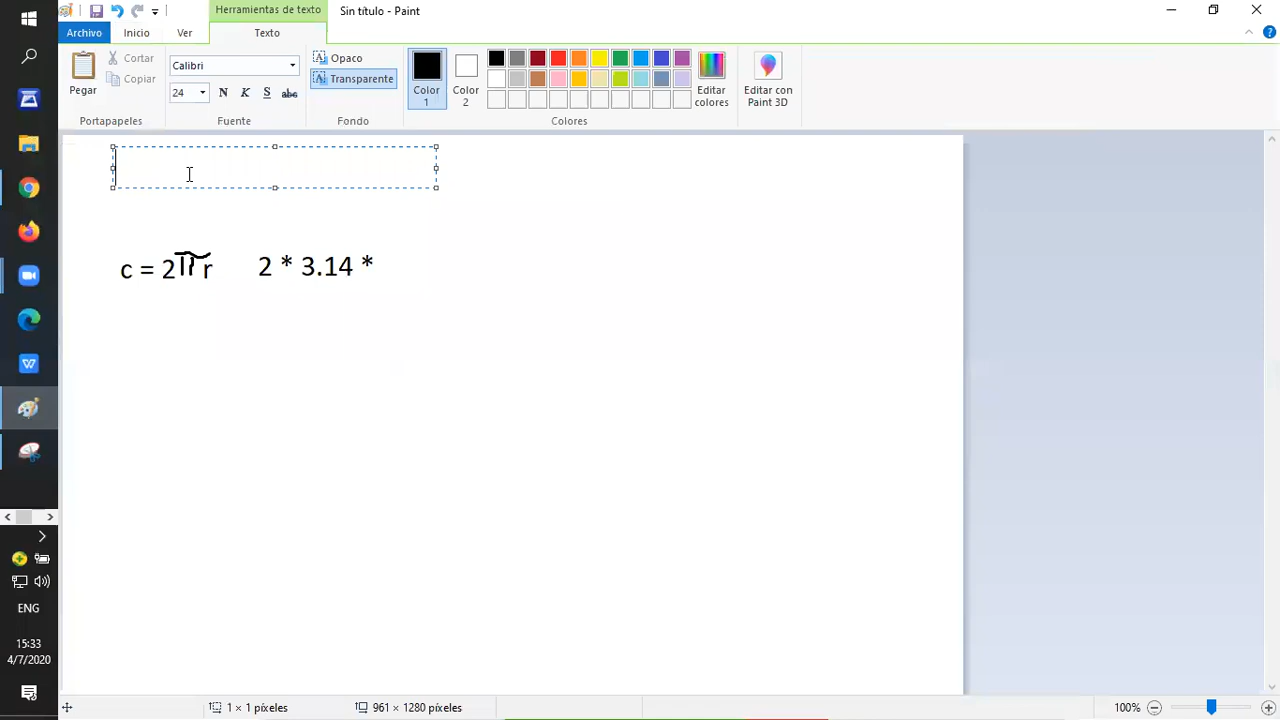 Herramientas de texto
Sin título - Paint
Archivo
Inicio
Ver
Texto
Pegar
Cortar
Copiar
Portapapeles
Calibri
24
N K S abc
Fuente
Opaco
Transparente
Fondo
Color 1
Color 2
Colores
Editar colores
Editar con Paint 3D
c = 2π r 2 * 3.14 *
ENG
15:33
4/7/2020
1 × 1 píxeles
961 × 1280 píxeles
100%